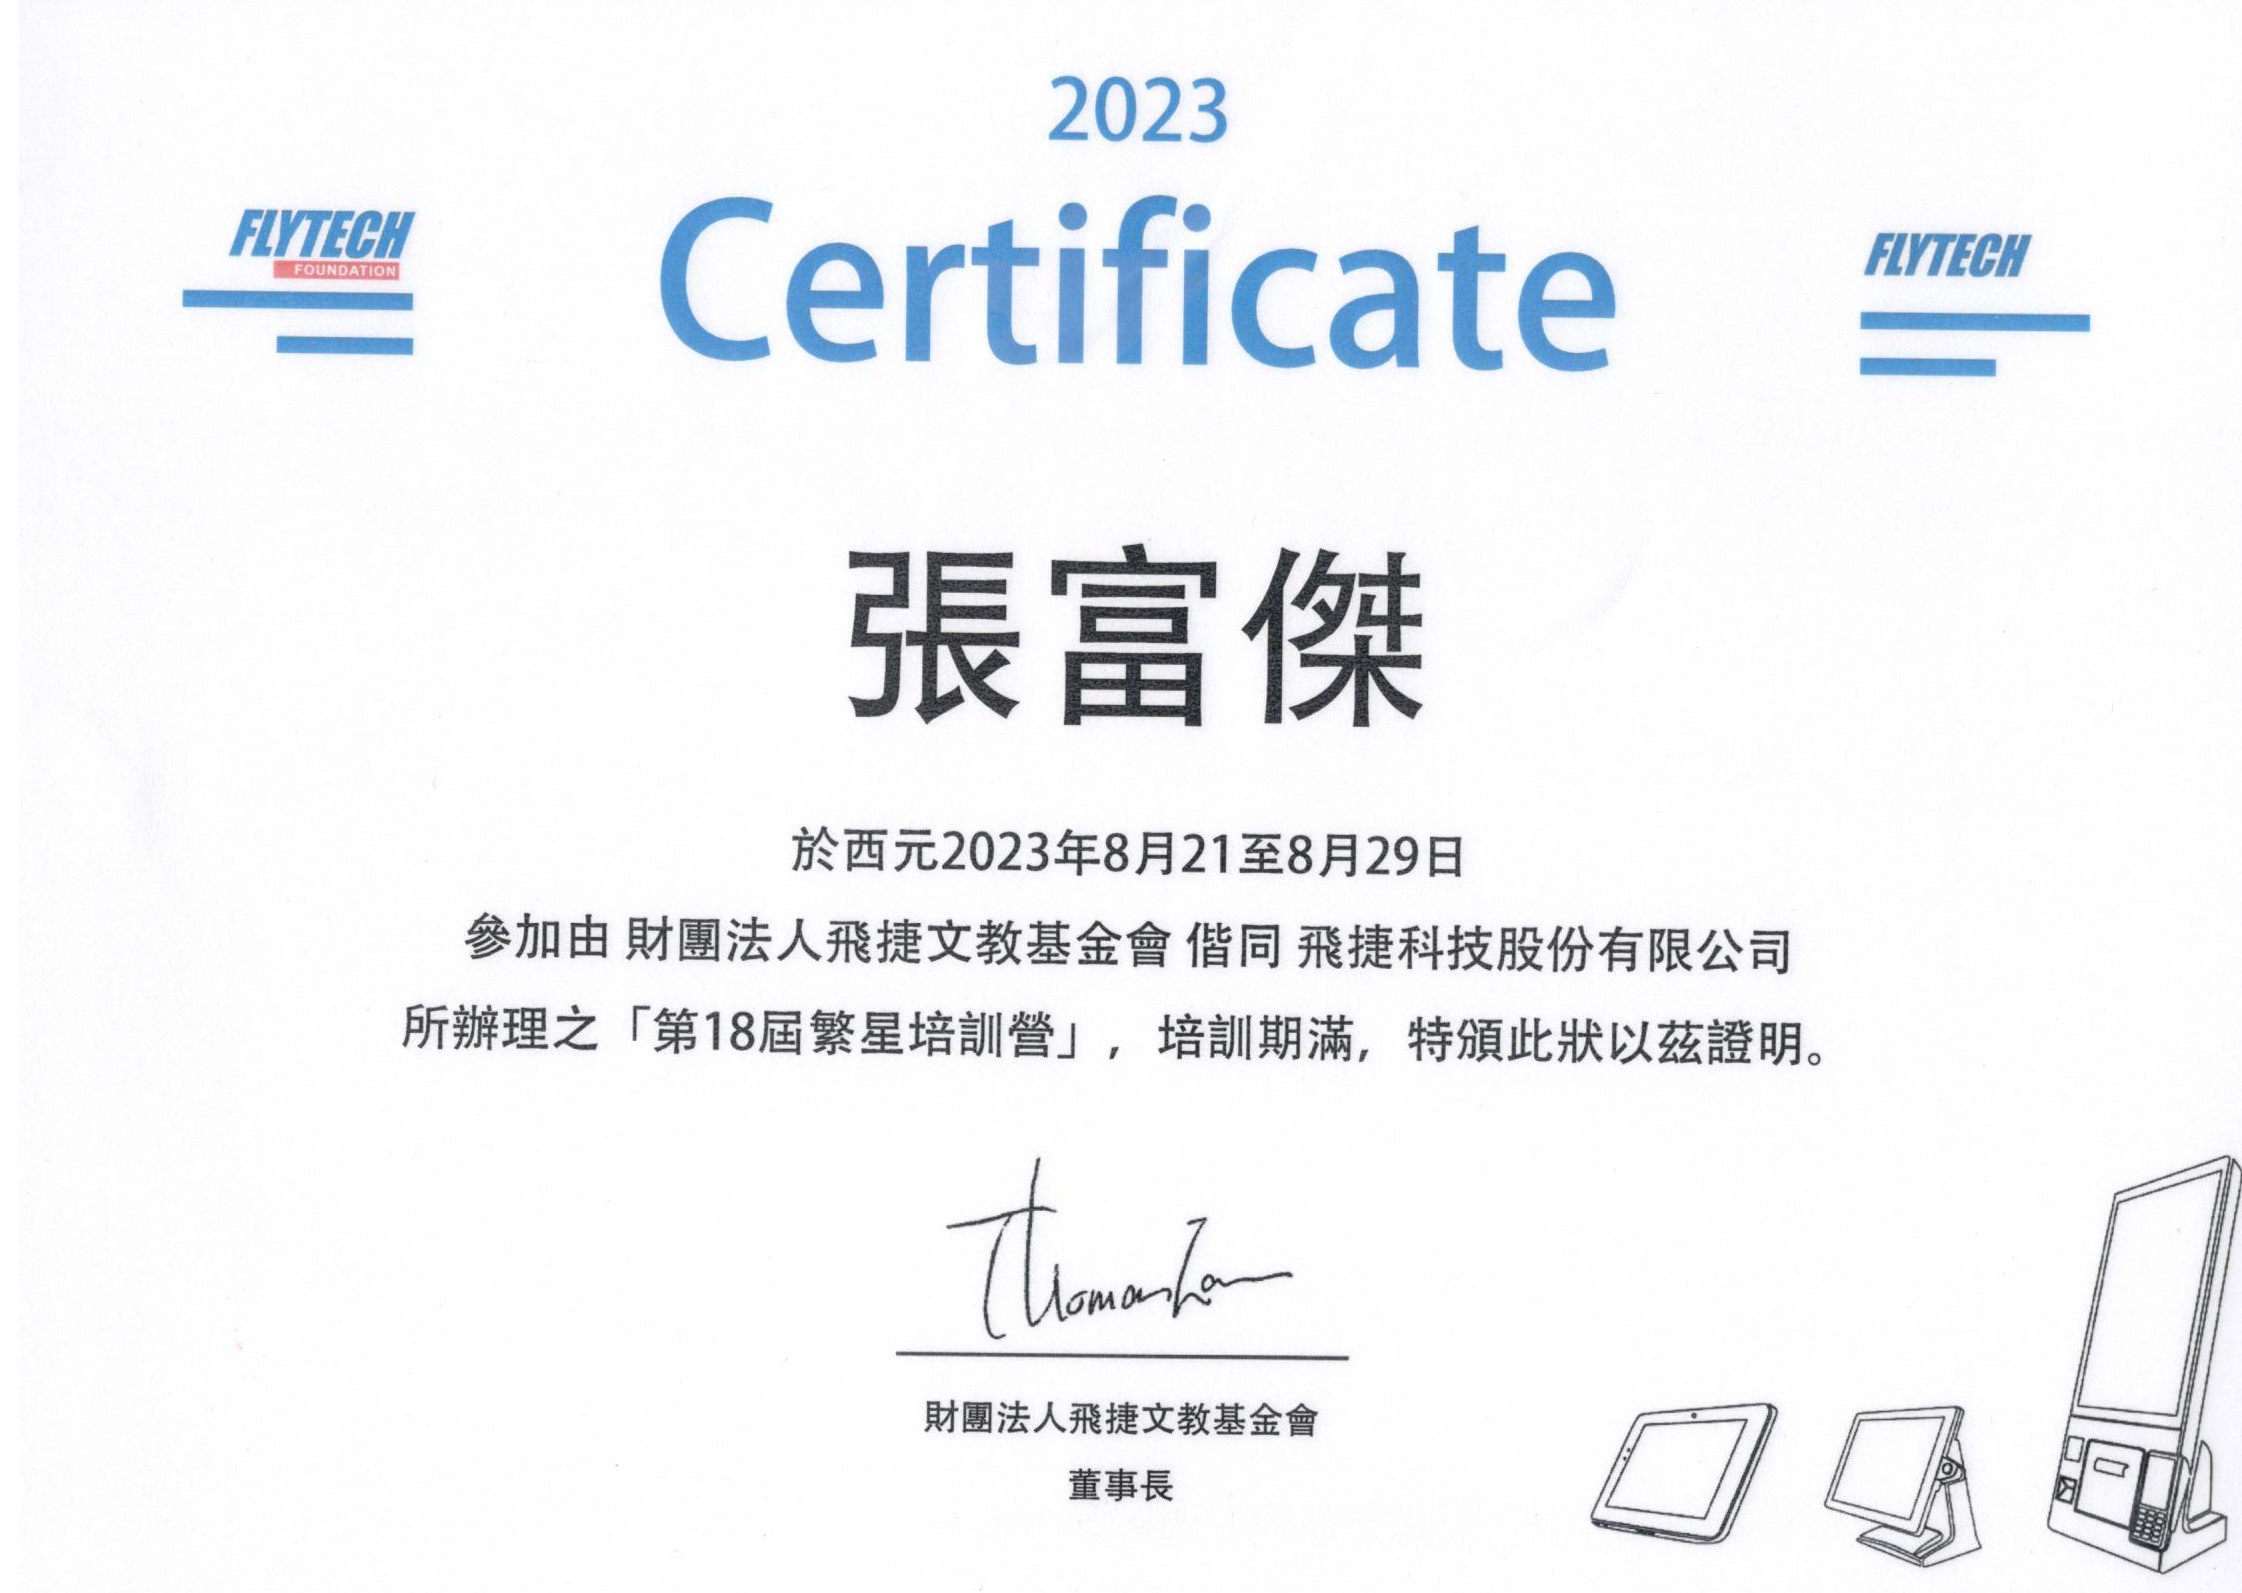 2023
FLYTECH
FOUNDATION
Certificate
FLYTECH
張富傑
於西元2023年8月21至8月29日
參加由 財團法人飛捷文教基金會 偕同 飛捷科技股份有限公司
所辦理之「第18屆繁星培訓營」，培訓期滿，特頒此狀以茲證明。
Thomas Lam
財團法人飛捷文教基金會
董事長